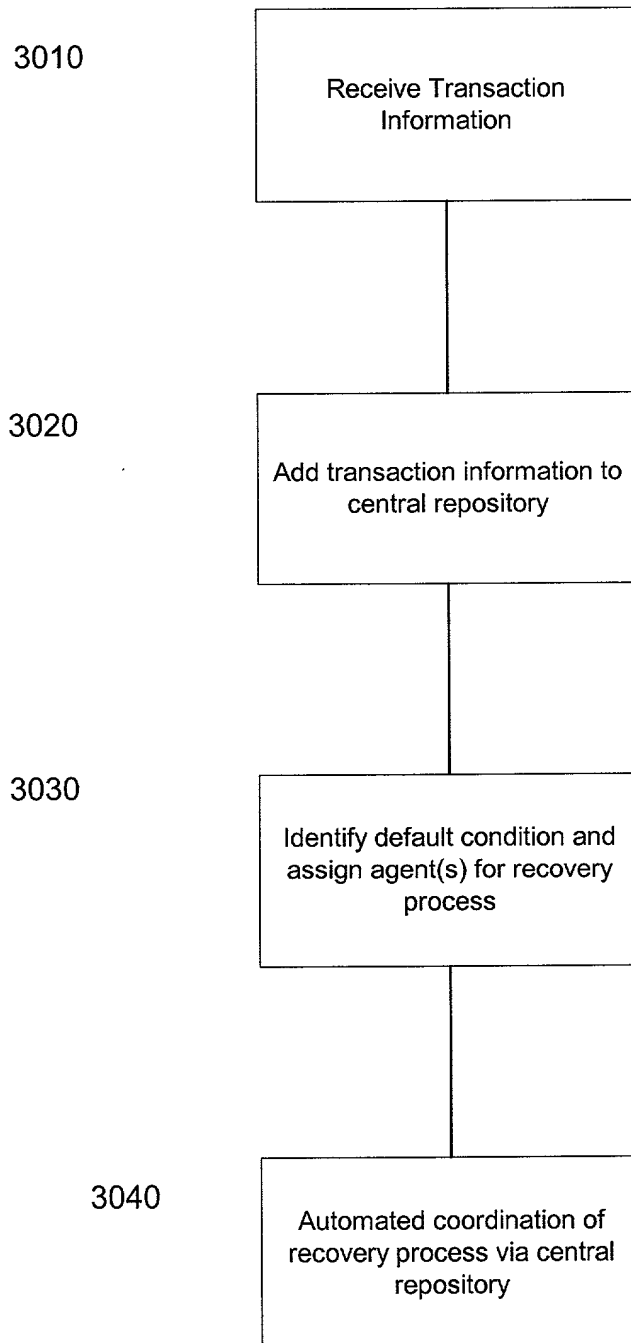 3010
Receive Transaction
Information
3020
Add transaction information to
central repository
3030
Identify default condition and
assign agent(s) for recovery
process
3040
Automated coordination of
recovery process via central
repository